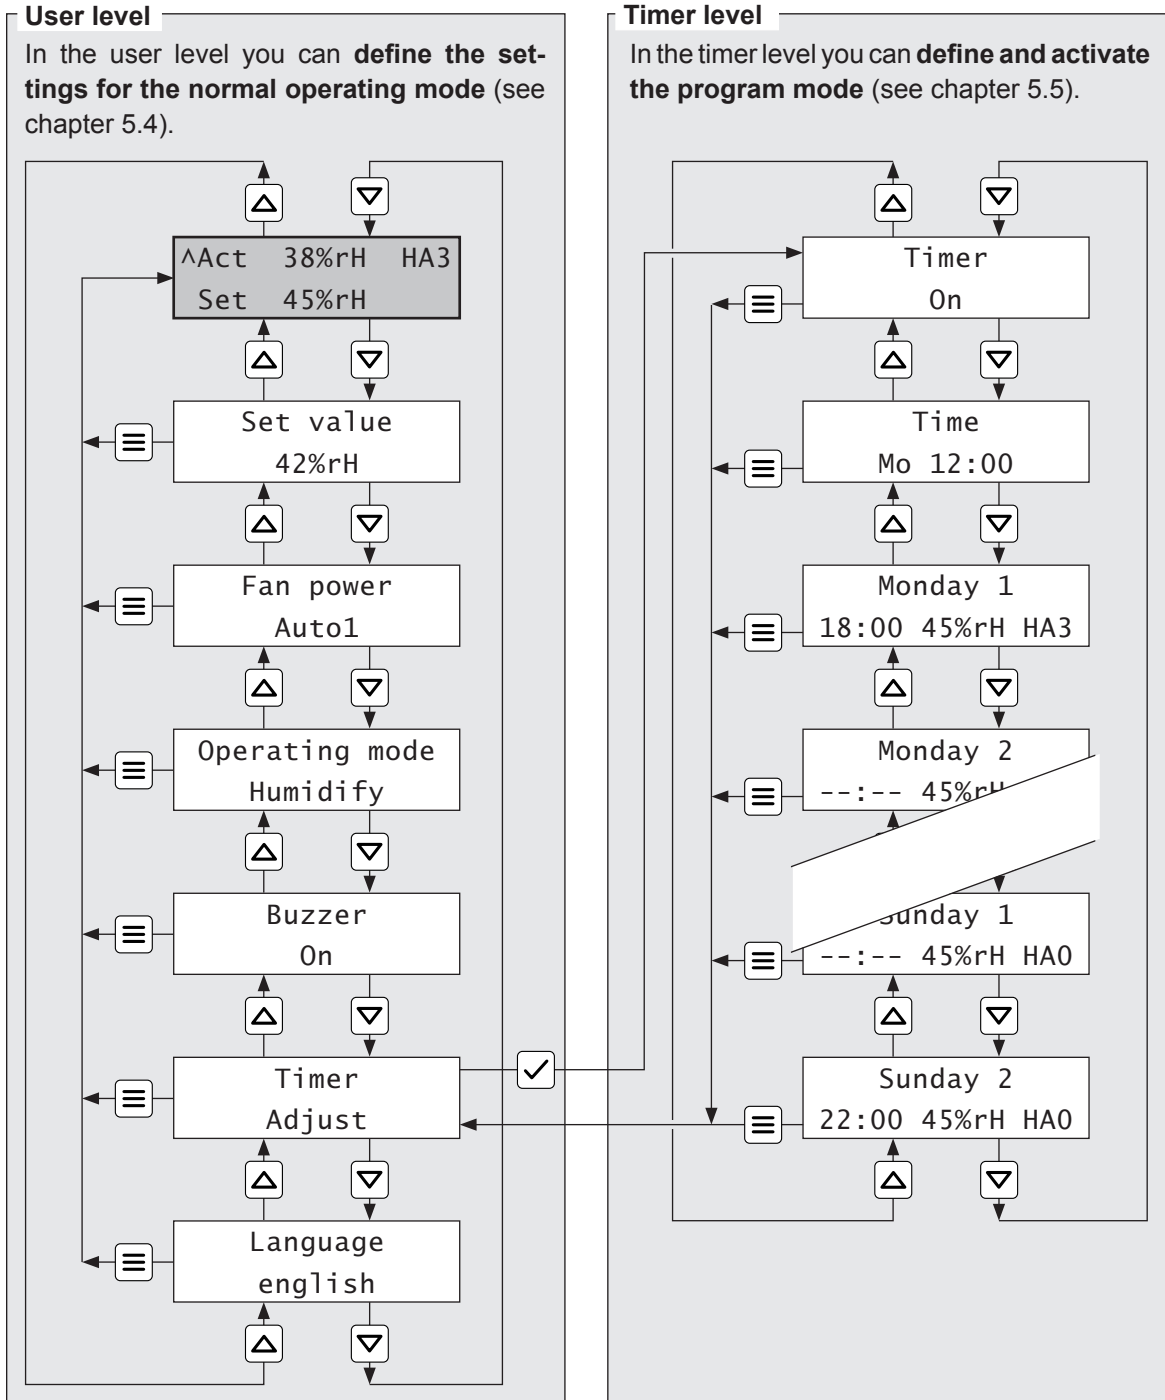 User level
In the user level you can define the set-
tings for the normal operating mode (see
chapter 5.4).
^Act 38%rH HA3
Set 45%rH
Set value
42%rH
Fan power
Auto1
Operating mode
Humidify
Buzzer
On
Timer
Adjust
Language
english
Timer level
In the timer level you can define and activate
the program mode (see chapter 5.5).
Timer
On
Time
Mo 12:00
Monday 1
18:00 45%rH HA3
Monday 2
--:-- 45%rH
Sunday 1
--:-- 45%rH HA0
Sunday 2
22:00 45%rH HA0